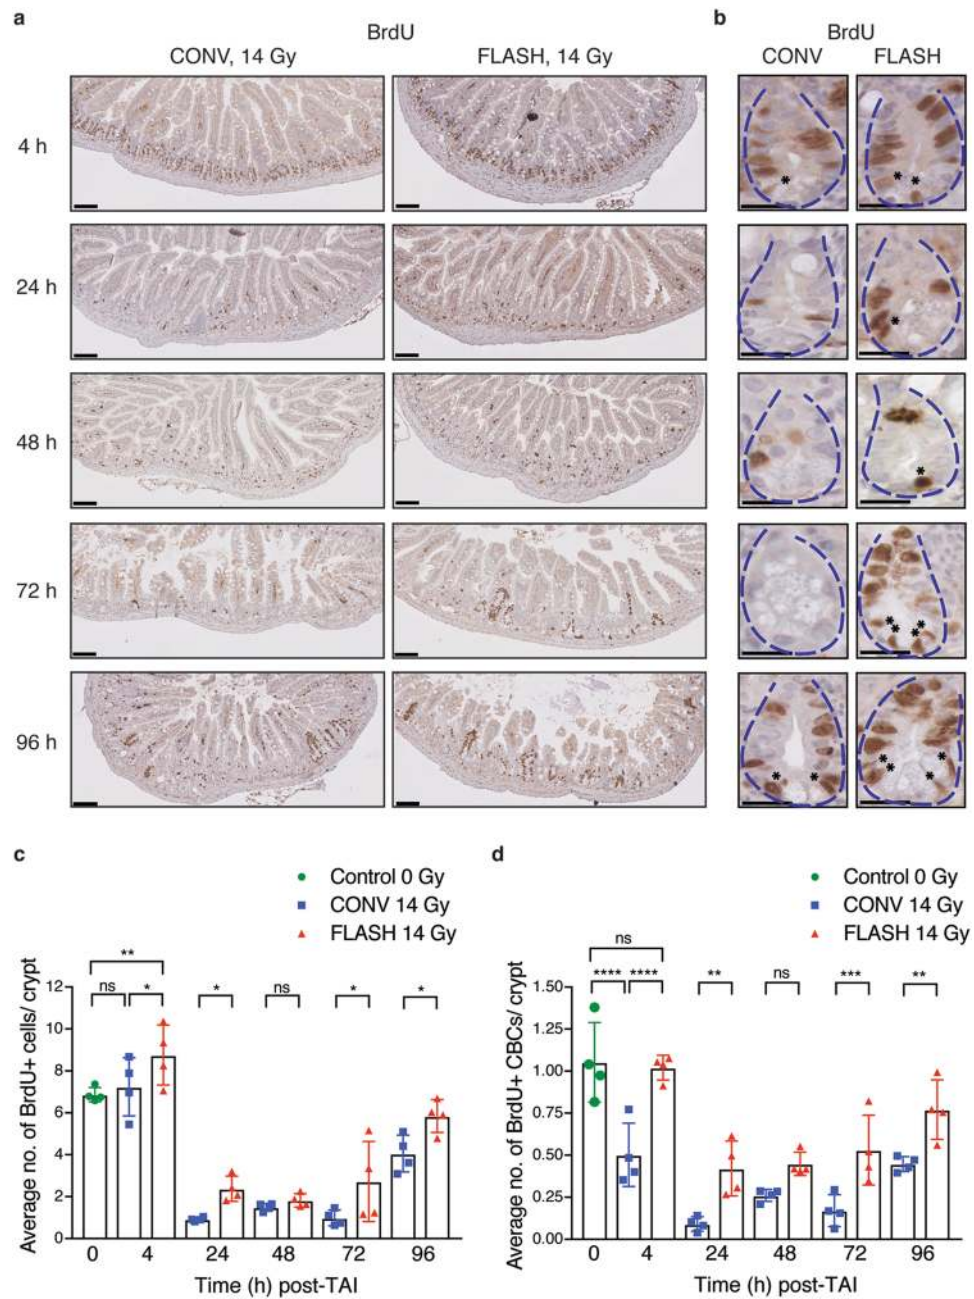 a
BrdU
CONV, 14 Gy
FLASH, 14 Gy
4 h
24 h
48 h
72 h
96 h
b
BrdU
CONV
FLASH
*
* *
*
*
** **
* *
** * *
c
Control 0 Gy
CONV 14 Gy
FLASH 14 Gy
**
ns * * ns * *
Average no. of BrdU+ cells/ crypt
12
10
8
6
4
2
0
0 4 24 48 72 96
Time (h) post-TAI
d
Control 0 Gy
CONV 14 Gy
FLASH 14 Gy
ns
**** **** ** ns *** **
Average no. of BrdU+ CBCs/ crypt
1.50
1.25
1.00
0.75
0.50
0.25
0.00
0 4 24 48 72 96
Time (h) post-TAI